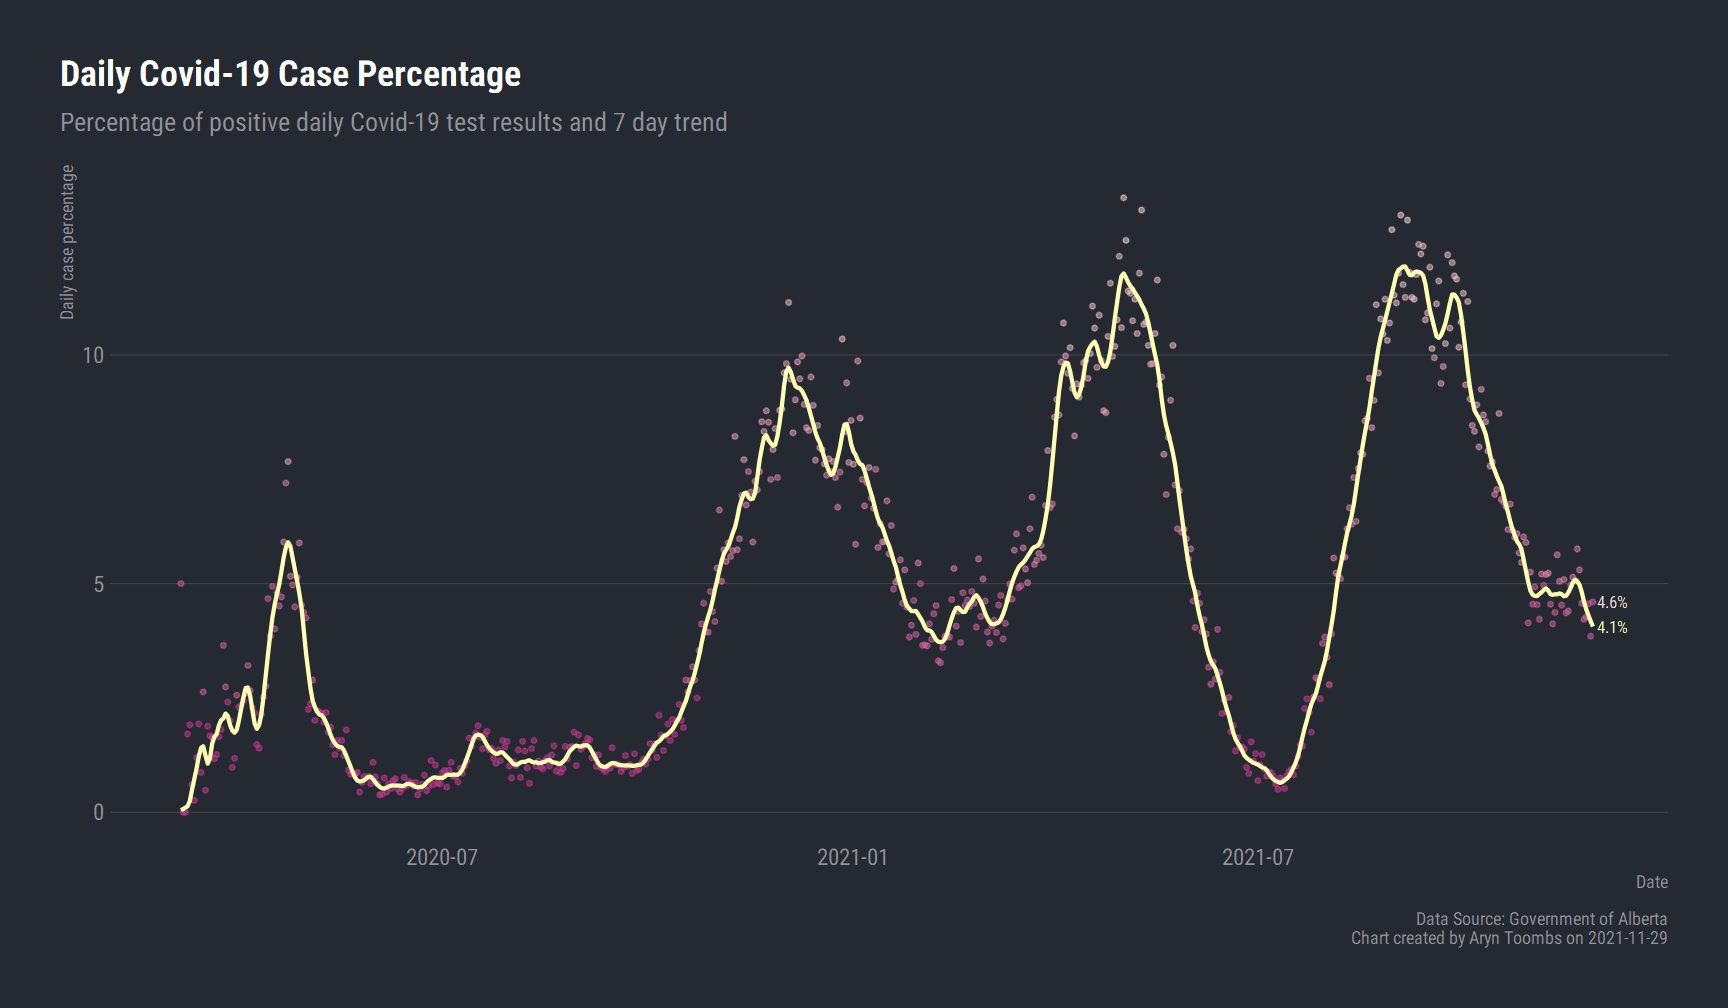 Daily Covid-19 Case Percentage
Percentage of positive daily Covid-19 test results and 7 day trend
Daily case percentage
10
5
0
4.6%
4.1%
2020-07
2021-01
2021-07
Date
Data Source: Government of Alberta
Chart created by Aryn Toombs on 2021-11-29